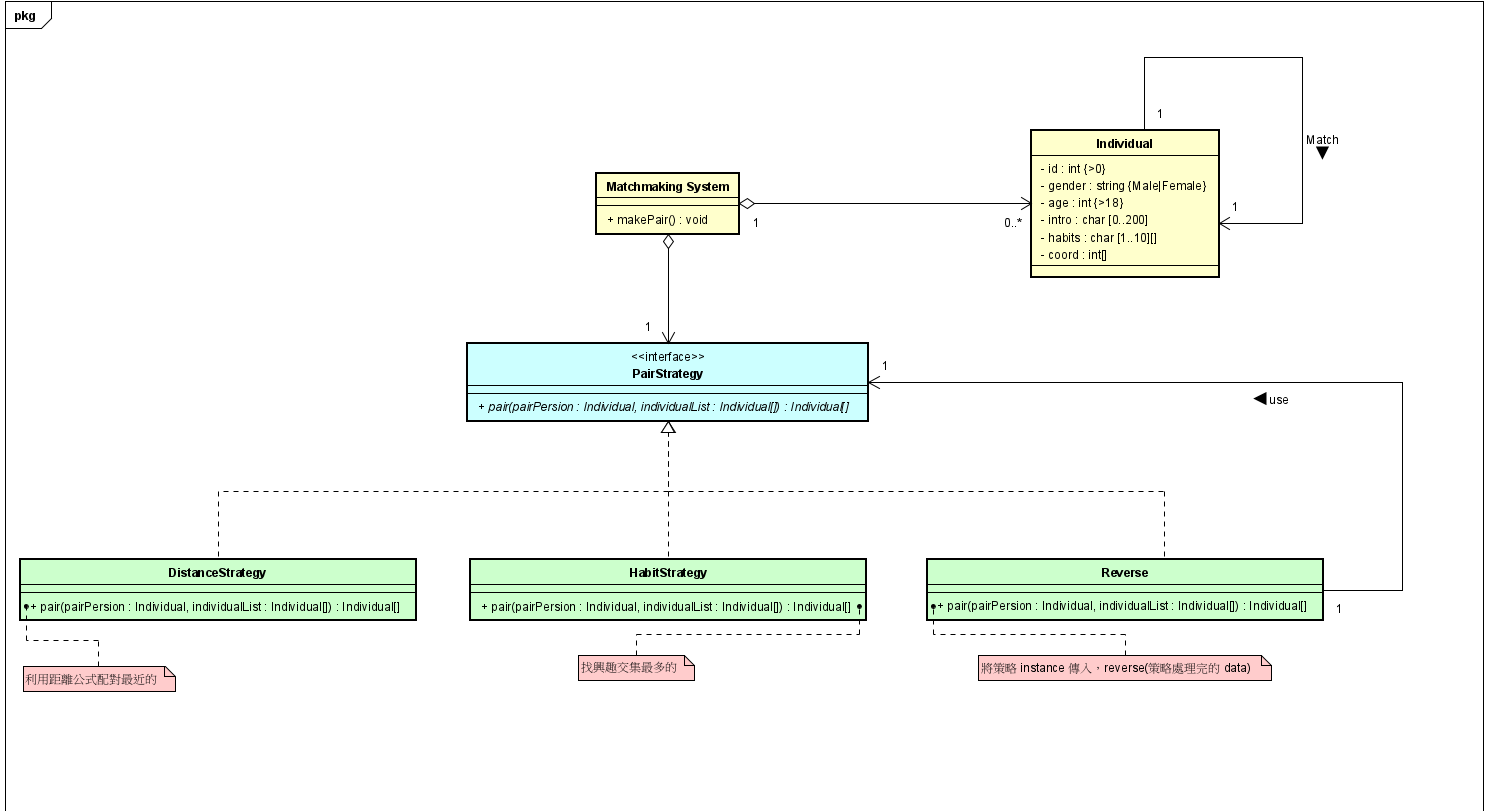 pkg
1
Match
Individual
- id : int {>0}
- gender : string {Male|Female}
- age : int {>18}
- intro : char [0..200]
- habits : char [1..10][]
- coord : int[]
1
Matchmaking System
+ makePair() : void
1
0..*
1
<<interface>>
PairStrategy
+ pair(pairPersion : Individual, individualList : Individual[]) : Individual[]
1
use
DistanceStrategy
+ pair(pairPersion : Individual, individualList : Individual[]) : Individual[]
HabitStrategy
+ pair(pairPersion : Individual, individualList : Individual[]) : Individual[]
Reverse
+ pair(pairPersion : Individual, individualList : Individual[]) : Individual[]
1
利用距離公式配對最近的
找興趣交集最多的
將策略 instance 傳入，reverse(策略處理完的 data)